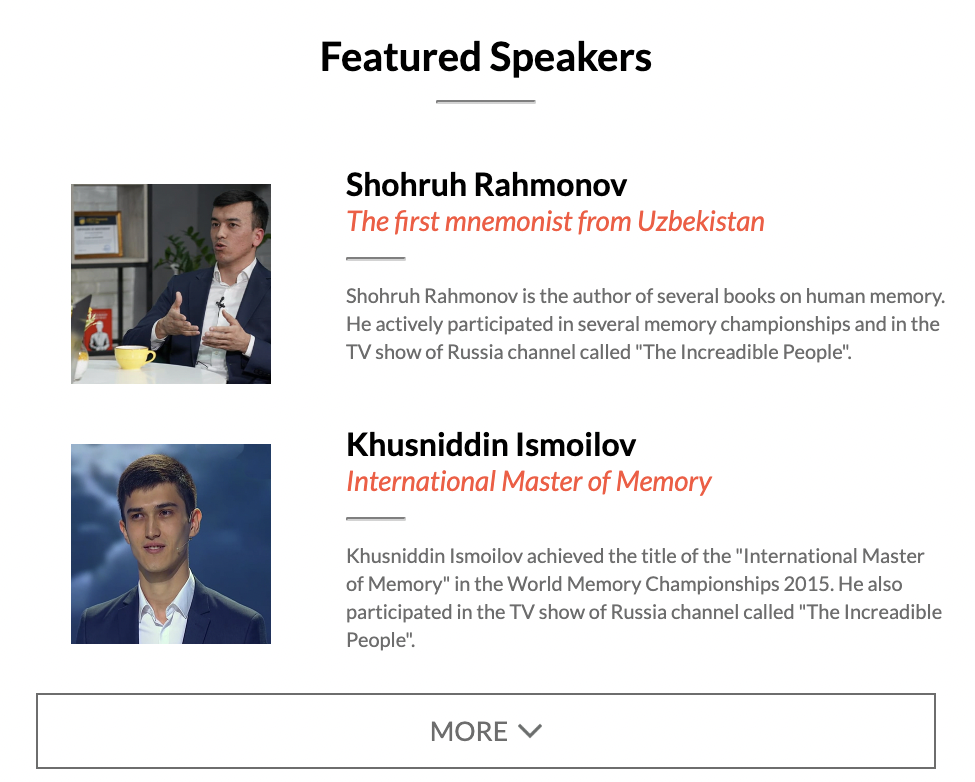 Featured Speakers
Shohruh Rahmonov
The first mnemonist from Uzbekistan
Shohruh Rahmonov is the author of several books on human memory.
He actively participated in several memory championships and in the
TV show of Russia channel called "The Increadible People".
Khusniddin Ismoilov
International Master of Memory
Khusniddin Ismoilov achieved the title of the "International Master
of Memory" in the World Memory Championships 2015. He also
participated in the TV show of Russia channel called "The Increadible
People".
MORE